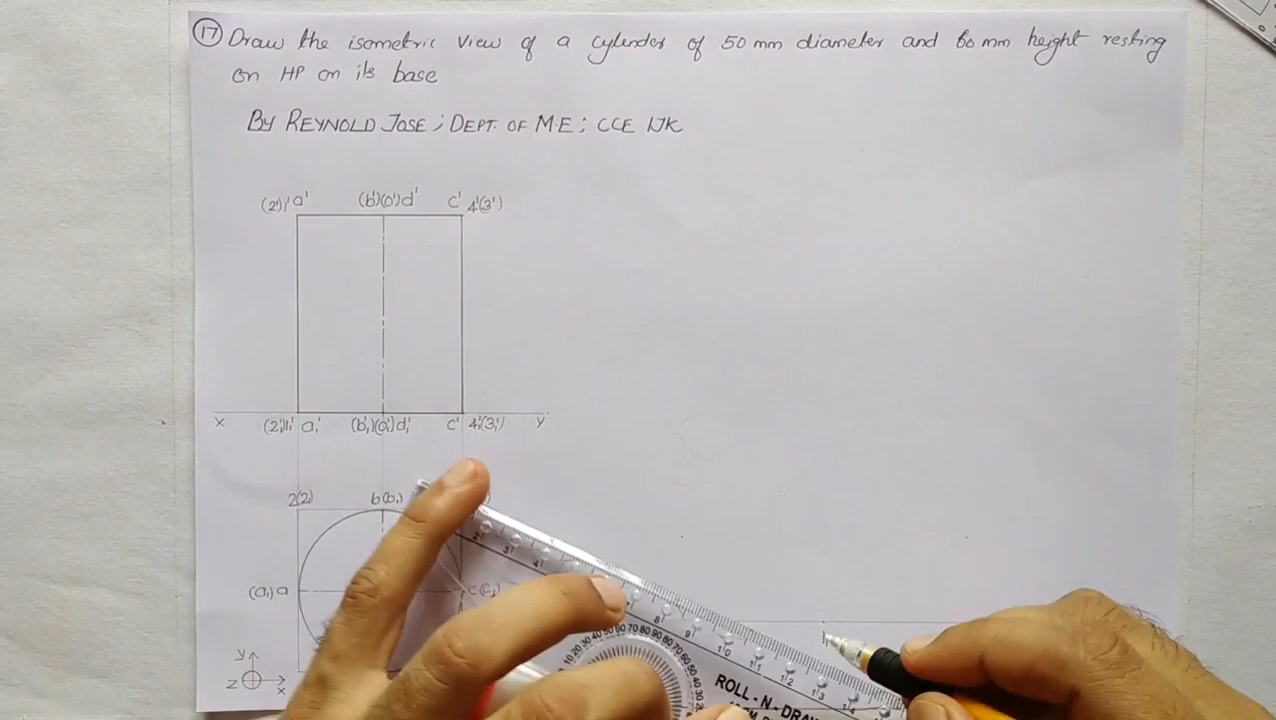 17 Draw the isometric view of a cylinder of 50 mm diameter and 60 mm height resting
on HP on its base
By REYNOLD JOSE ; DEPT. OF M.E ; CCE IJK
(2')1' a' (b')(o')d' c' 4'(3')
x (2₁')1₁' a₁' (b₁')(o₁')d₁' c' 4₁'(3₁') y
2(2₁) b(b₁)
(a₁)a c(c₁)
y
z x
ROLL-N-DRAW